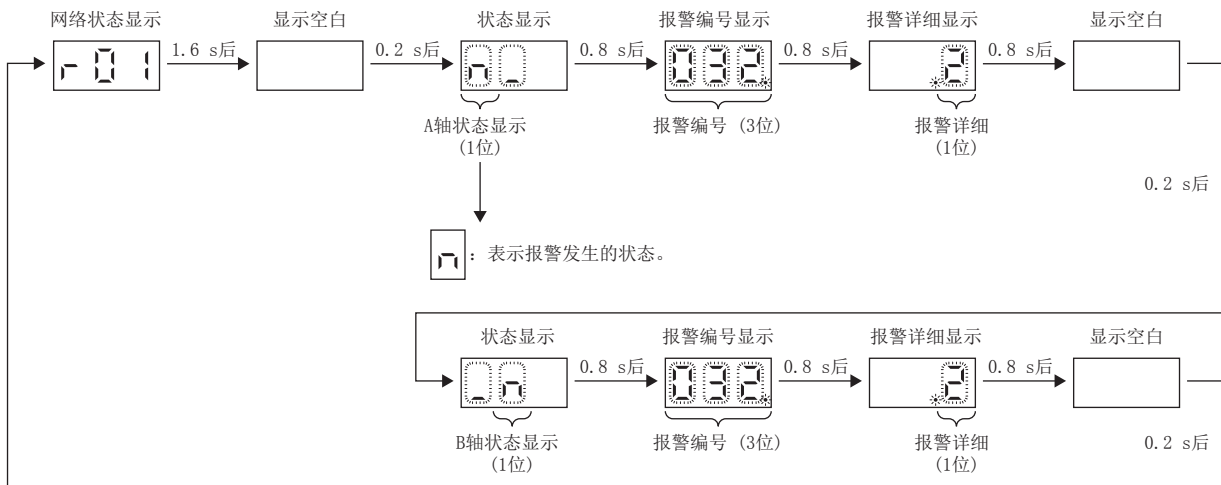 网络状态显示 显示空白 状态显示 报警编号显示 报警详细显示 显示空白
r01 1.6 s后 0.2 s后 n_ 0.8 s后 032. 0.8 s后 .2 0.8 s后
A轴状态显示 报警编号 (3位) 报警详细
(1位) (1位)
0.2 s后
n : 表示报警发生的状态。
状态显示 报警编号显示 报警详细显示 显示空白
_n 0.8 s后 032. 0.8 s后 .2 0.8 s后
B轴状态显示 报警编号 (3位) 报警详细 0.2 s后
(1位) (1位)